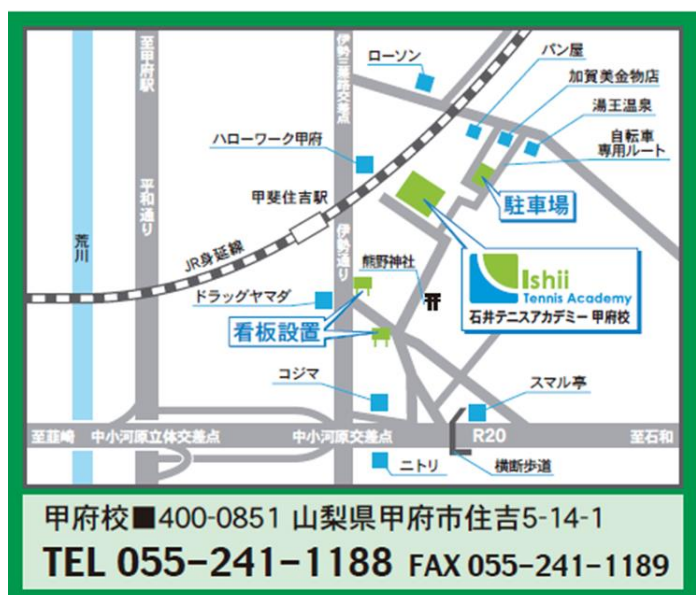 至甲府駅
伊勢三差路交差点
ローソン
パン屋
加賀美金物店
湯王温泉
自転車
専用ルート
ハローワーク甲府
駐車場
甲斐住吉駅
平和通り
荒川
JR身延線
伊勢通り
熊野神社
Ishii
Tennis Academy
石井テニスアカデミー 甲府校
ドラッグヤマダ
看板設置
コジマ
スマル亭
至韮崎
中小河原立体交差点
中小河原交差点
R20
至石和
ニトリ
横断歩道
甲府校■400-0851 山梨県甲府市住吉5-14-1
TEL 055-241-1188 FAX 055-241-1189